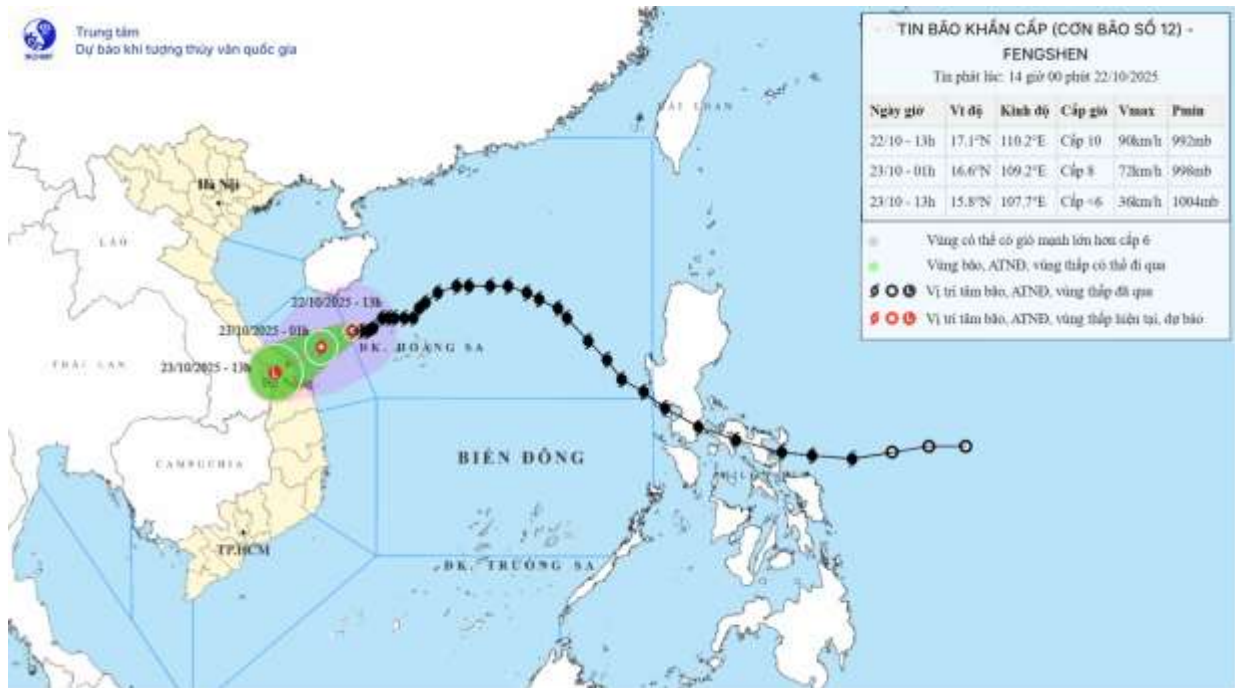 Trung tâm
Dự báo khí tượng thủy văn quốc gia
TIN BÃO KHẨN CẤP (CƠN BÃO SỐ 12) -
FENGSHEN
Tin phát lúc: 14 giờ 00 phút 22/10/2025
Ngày giờ Vĩ độ Kinh độ Cấp gió Vmax Pmin
22/10 - 13h 17.1°N 110.2°E Cấp 10 90km/h 992mb
23/10 - 01h 16.6°N 109.2°E Cấp 8 72km/h 998mb
23/10 - 13h 15.8°N 107.7°E Cấp <6 36km/h 1004mb
Vùng có thể có gió mạnh lớn hơn cấp 6
Vùng bão, ATNĐ, vùng thấp có thể đi qua
Vị trí tâm bão, ATNĐ, vùng thấp đã qua
Vị trí tâm bão, ATNĐ, vùng thấp hiện tại, dự báo
ĐÀI LOAN
Hà Nội
LÀO
22/10/2025 - 13h
23/10/2025 - 01h
ĐK. HOÀNG SA
23/10/2025 - 13h
L
THÁI LAN
BIỂN ĐÔNG
CAMPUCHIA
TP.HCM
ĐK. TRƯỜNG SA